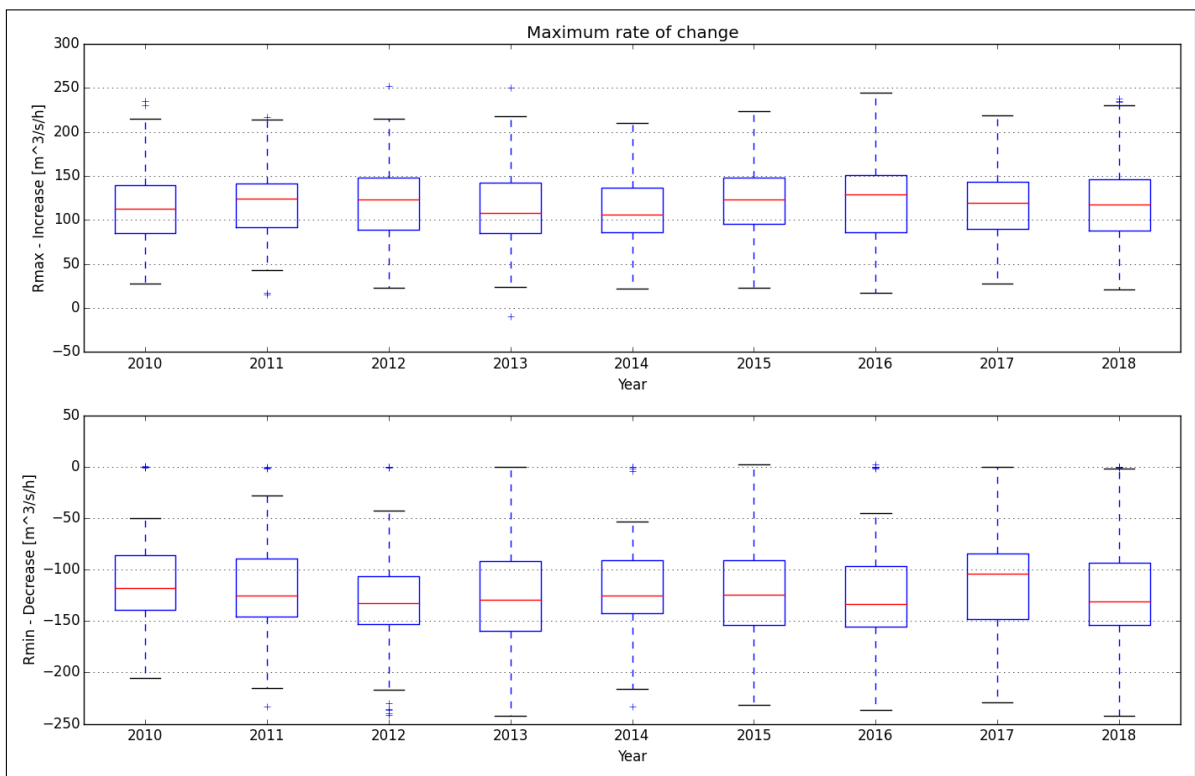 Maximum rate of change
Rmax - Increase [m^3/s/h]
300
250
200
150
100
50
0
−50
2010 2011 2012 2013 2014 2015 2016 2017 2018
Year
Rmin - Decrease [m^3/s/h]
50
0
−50
−100
−150
−200
−250
2010 2011 2012 2013 2014 2015 2016 2017 2018
Year